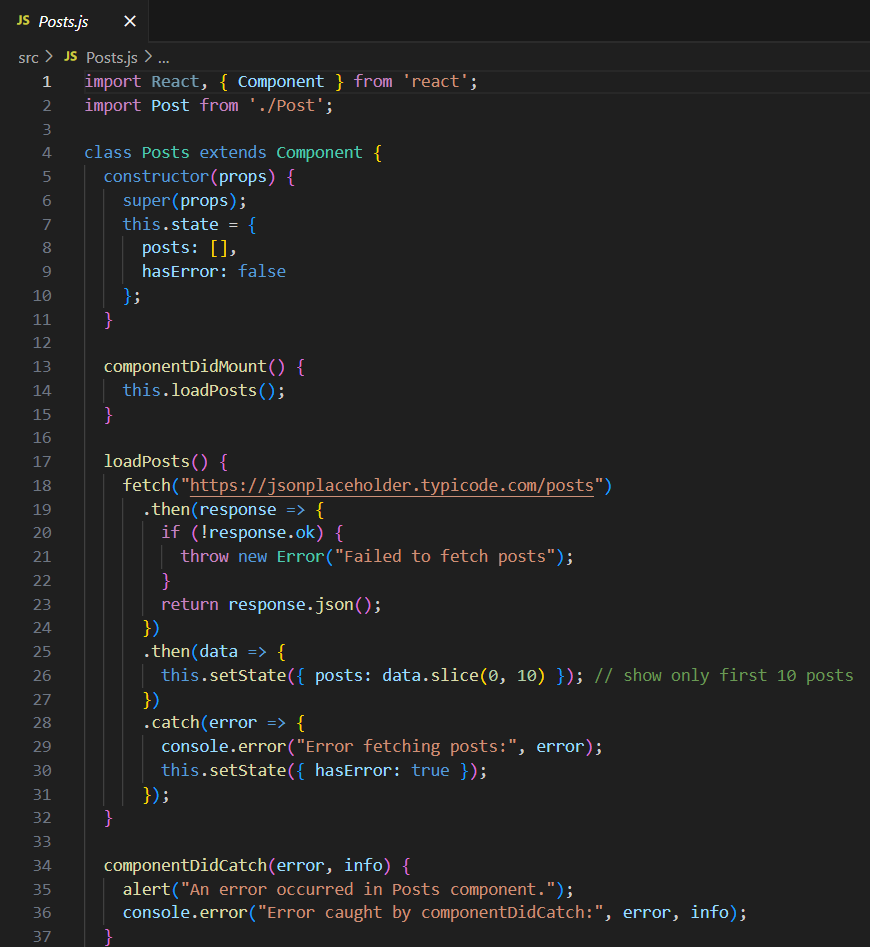 JS Posts.js ×
src > JS Posts.js > ...
1 import React, { Component } from 'react';
2 import Post from './Post';
3
4 class Posts extends Component {
5   constructor(props) {
6     super(props);
7     this.state = {
8       posts: [],
9       hasError: false
10     };
11   }
12
13   componentDidMount() {
14     this.loadPosts();
15   }
16
17   loadPosts() {
18     fetch("https://jsonplaceholder.typicode.com/posts")
19       .then(response => {
20         if (!response.ok) {
21           throw new Error("Failed to fetch posts");
22         }
23         return response.json();
24       })
25       .then(data => {
26         this.setState({ posts: data.slice(0, 10) }); // show only first 10 posts
27       })
28       .catch(error => {
29         console.error("Error fetching posts:", error);
30         this.setState({ hasError: true });
31       });
32   }
33
34   componentDidCatch(error, info) {
35     alert("An error occurred in Posts component.");
36     console.error("Error caught by componentDidCatch:", error, info);
37   }